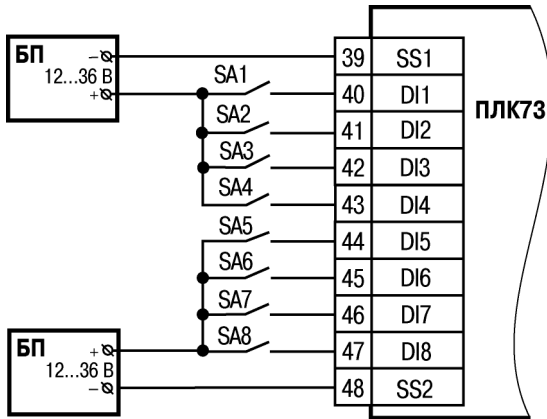 БП
12...36 В
–
+
SA1
SA2
SA3
SA4
SA5
SA6
SA7
SA8
БП
12...36 В
+
–
39 SS1
40 DI1
41 DI2
42 DI3
43 DI4
44 DI5
45 DI6
46 DI7
47 DI8
48 SS2
ПЛК73